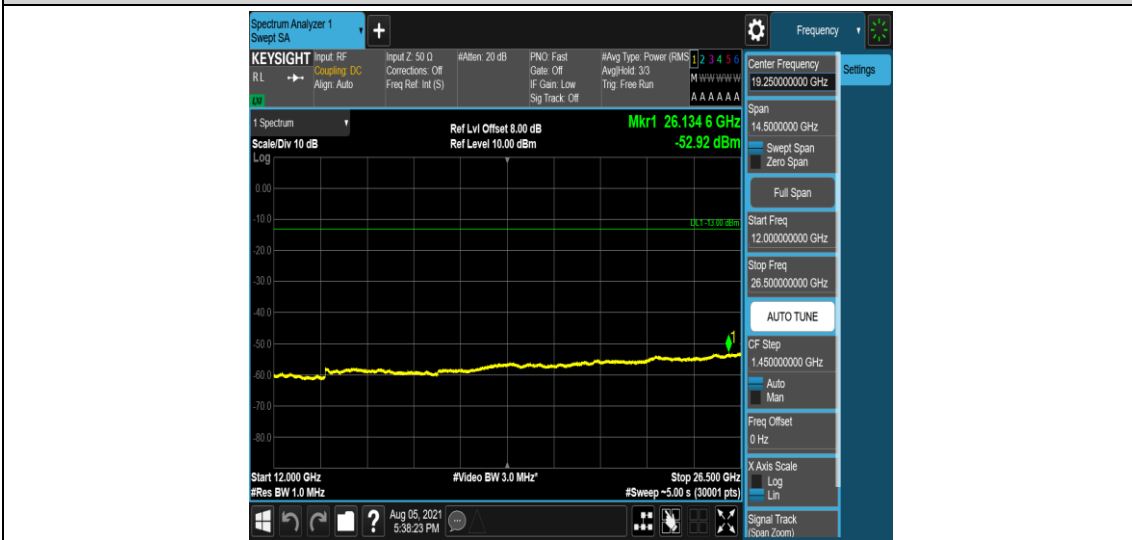 Spectrum Analyzer 1
Swept SA
+
Frequency
KEYSIGHT
RL
LXI
Input: RF
Coupling: DC
Align: Auto
Input Z: 50 Ω
Corrections: Off
Freq Ref: Int (S)
#Atten: 20 dB
PNO: Fast
Gate: Off
IF Gain: Low
Sig Track: Off
#Avg Type: Power (RMS
Avg|Hold: 3/3
Trig: Free Run
1 2 3 4 5 6
M W W W W W
A A A A A A
Center Frequency
19.250000000 GHz
Settings
Span
14.5000000 GHz
Swept Span
Zero Span
Full Span
Start Freq
12.000000000 GHz
Stop Freq
26.500000000 GHz
AUTO TUNE
CF Step
1.450000000 GHz
Auto
Man
Freq Offset
0 Hz
X Axis Scale
Log
Lin
Signal Track
(Span Zoom)
1 Spectrum
Scale/Div 10 dB
Log
Ref Lvl Offset 8.00 dB
Ref Level 10.00 dBm
Mkr1 26.134 6 GHz
-52.92 dBm
0.00
-10.0
DL1 -13.00 dBm
-20.0
-30.0
-40.0
1
-50.0
-60.0
-70.0
-80.0
Start 12.000 GHz
#Video BW 3.0 MHz*
Stop 26.500 GHz
#Res BW 1.0 MHz
#Sweep ~5.00 s (30001 pts)
?
Aug 05, 2021
5:38:23 PM